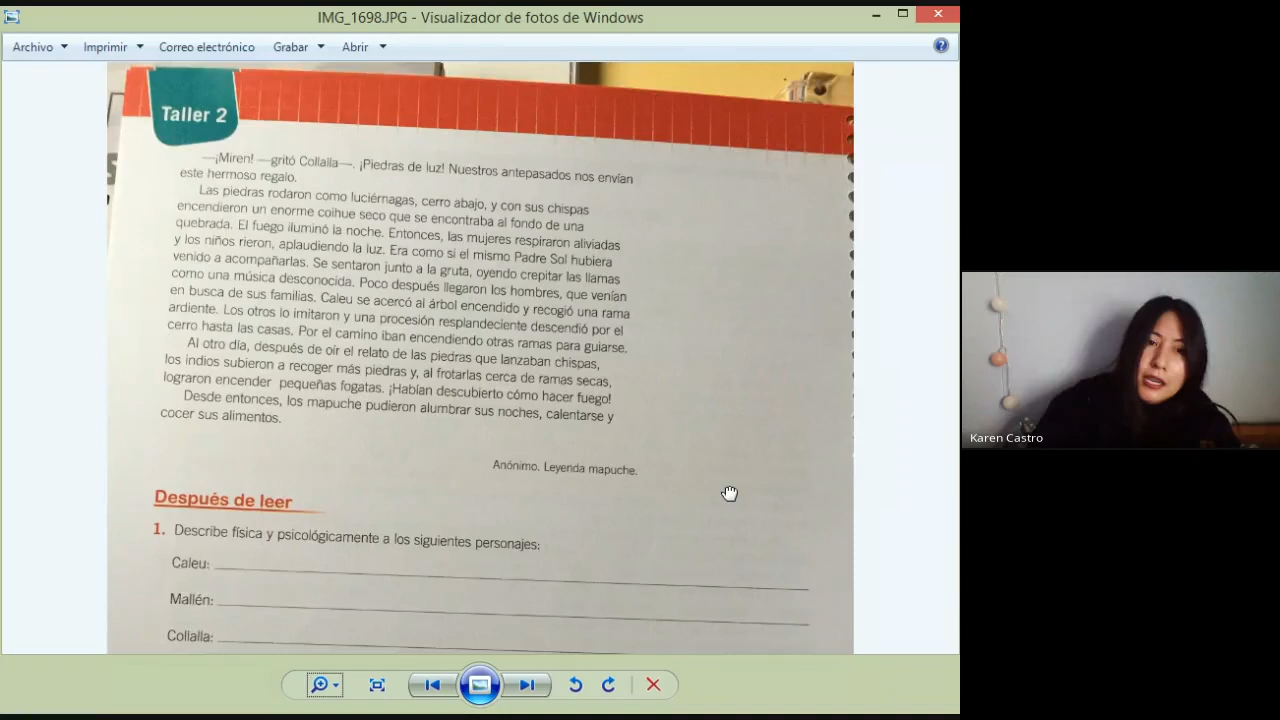 IMG_1698.JPG - Visualizador de fotos de Windows
Archivo Imprimir Correo electrónico Grabar Abrir
Taller 2
—¡Miren! —gritó Collalla—. ¡Piedras de luz! Nuestros antepasados nos envían
este hermoso regalo.
Las piedras rodaron como luciérnagas, cerro abajo, y con sus chispas
encendieron un enorme coihue seco que se encontraba al fondo de una
quebrada. El fuego iluminó la noche. Entonces, las mujeres respiraron aliviadas
y los niños rieron, aplaudiendo la luz. Era como si el mismo Padre Sol hubiera
venido a acompañarlas. Se sentaron junto a la gruta, oyendo crepitar las llamas
como una música desconocida. Poco después llegaron los hombres, que venían
en busca de sus familias. Caleu se acercó al árbol encendido y recogió una rama
ardiente. Los otros lo imitaron y una procesión resplandeciente descendió por el
cerro hasta las casas. Por el camino iban encendiendo otras ramas para guiarse.
Al otro día, después de oír el relato de las piedras que lanzaban chispas,
los indios subieron a recoger más piedras y, al frotarlas cerca de ramas secas,
lograron encender pequeñas fogatas. ¡Habían descubierto cómo hacer fuego!
Desde entonces, los mapuche pudieron alumbrar sus noches, calentarse y
cocer sus alimentos.
Anónimo. Leyenda mapuche.
Después de leer
1. Describe física y psicológicamente a los siguientes personajes:
Caleu:
Mallén:
Collalla:
Karen Castro